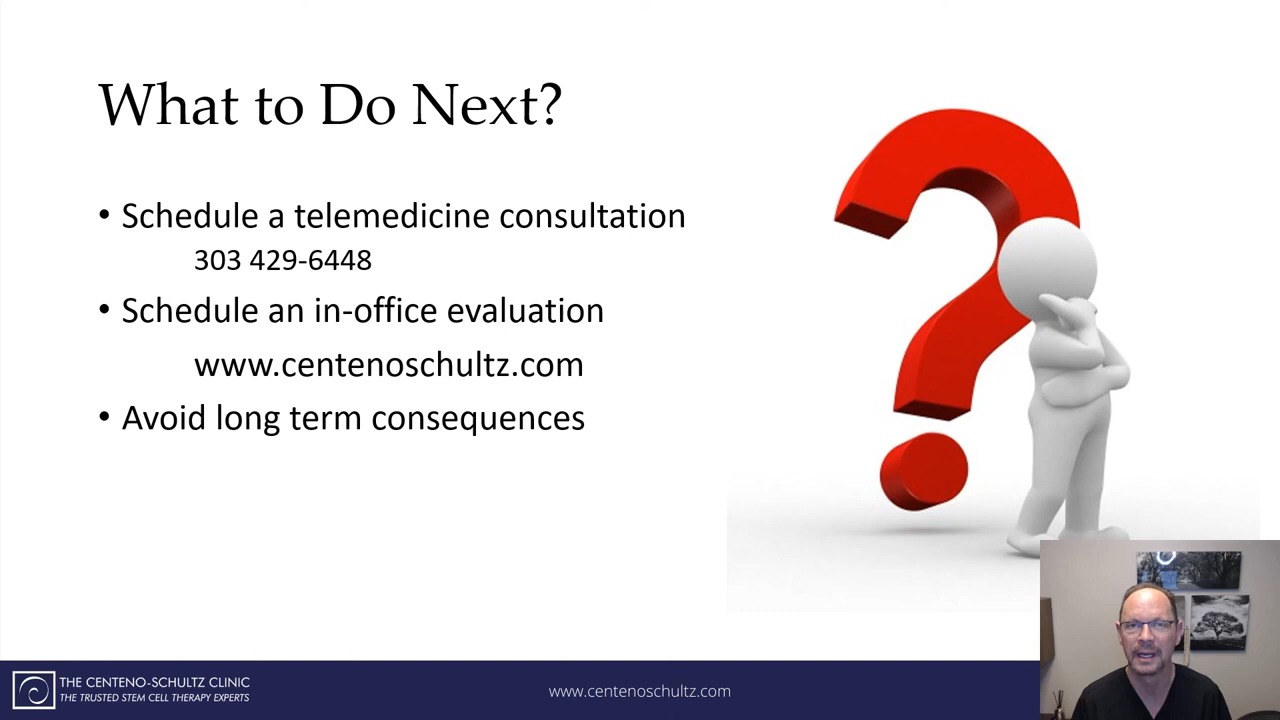 What to Do Next?
• Schedule a telemedicine consultation
303 429-6448
• Schedule an in-office evaluation
www.centenoschultz.com
• Avoid long term consequences
THE CENTENO-SCHULTZ CLINIC
THE TRUSTED STEM CELL THERAPY EXPERTS
www.centenoschultz.com